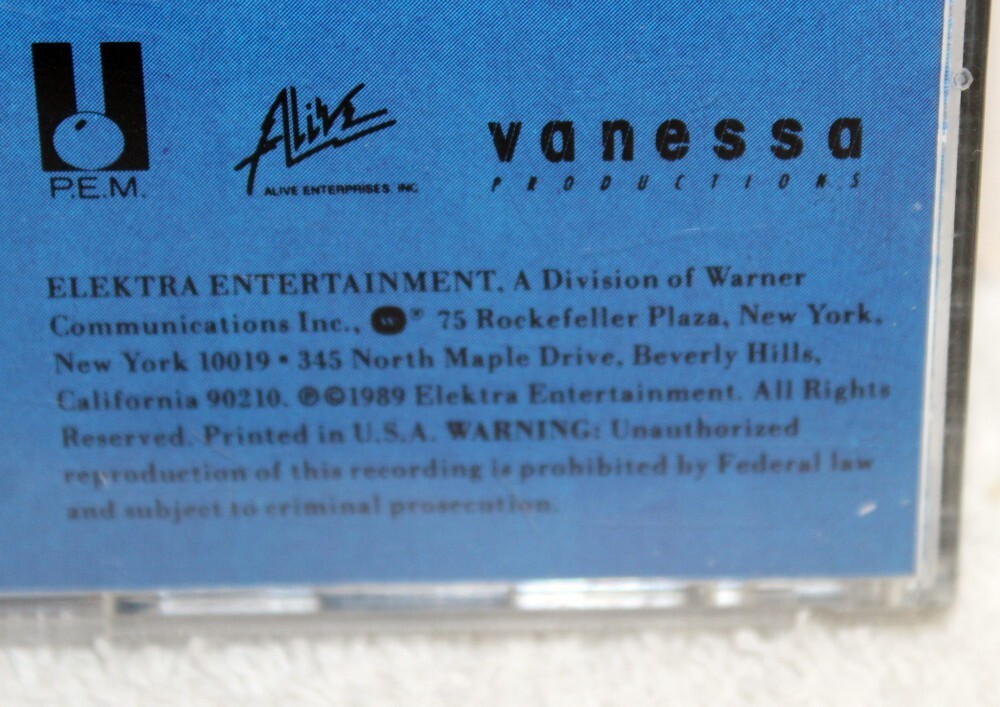 P.E.M.
ALIVE
ALIVE ENTERPRISES, INC
vanessa
PRODUCTIONS
ELEKTRA ENTERTAINMENT, A Division of Warner
Communications Inc., ® 75 Rockefeller Plaza, New York,
New York 10019 • 345 North Maple Drive, Beverly Hills,
California 90210. ℗©1989 Elektra Entertainment. All Rights
Reserved. Printed in U.S.A. WARNING: Unauthorized
reproduction of this recording is prohibited by Federal law
and subject to criminal prosecution.